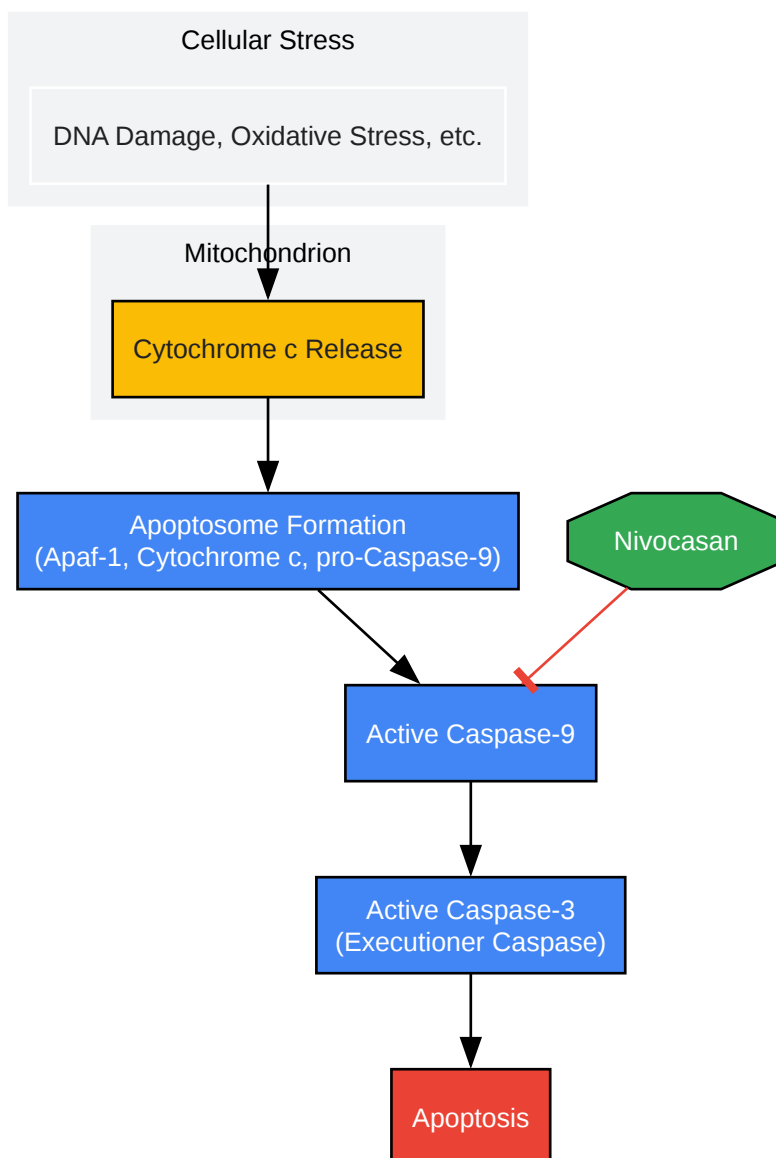 Cellular Stress
DNA Damage, Oxidative Stress, etc.
Mitochondrion
Cytochrome c Release
Apoptosome Formation
(Apaf-1, Cytochrome c, pro-Caspase-9)
Nivocasan
Active Caspase-9
Active Caspase-3
(Executioner Caspase)
Apoptosis